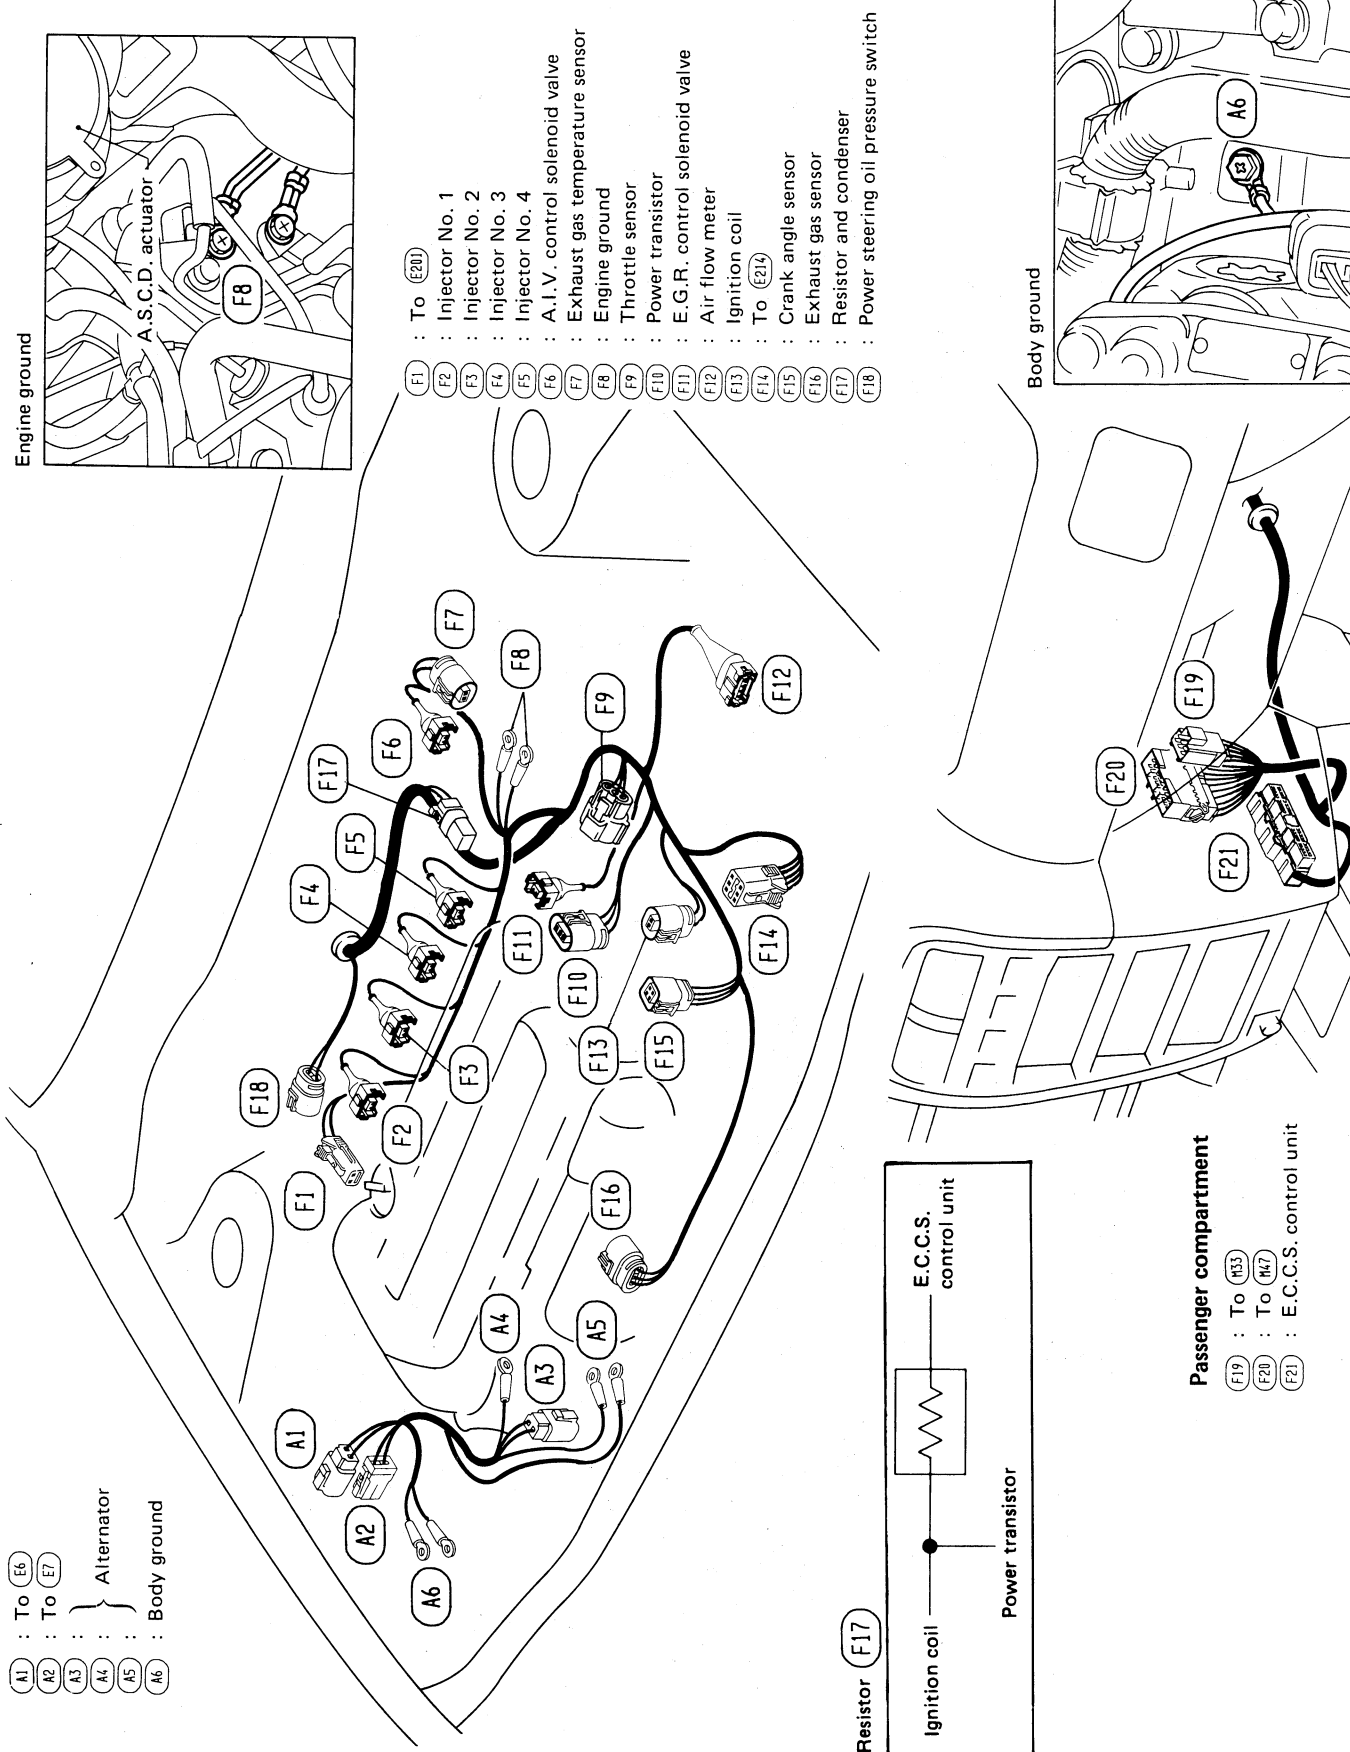 A1 : To E6
A2 : To E7
A3 :
A4 : Alternator
A5 :
A6 : Body ground
Engine ground
A.S.C.D. actuator
F8
F1 : To E201
F2 : Injector No. 1
F3 : Injector No. 2
F4 : Injector No. 3
F5 : Injector No. 4
F6 : A.I.V. control solenoid valve
F7 : Exhaust gas temperature sensor
F8 : Engine ground
F9 : Throttle sensor
F10 : Power transistor
F11 : E.G.R. control solenoid valve
F12 : Air flow meter
F13 : Ignition coil
F14 : To E214
F15 : Crank angle sensor
F16 : Exhaust gas sensor
F17 : Resistor and condenser
F18 : Power steering oil pressure switch
A1
A2
A6
A4
A3
A5
F1
F18
F2
F3
F4
F5
F17
F6
F7
F8
F9
F12
F11
F10
F13
F15
F14
F16
Resistor F17
Ignition coil
Power transistor
E.C.C.S.
control unit
Passenger compartment
F19 : To M33
F20 : To M47
F21 : E.C.C.S. control unit
F21
F20
F19
Body ground
A6